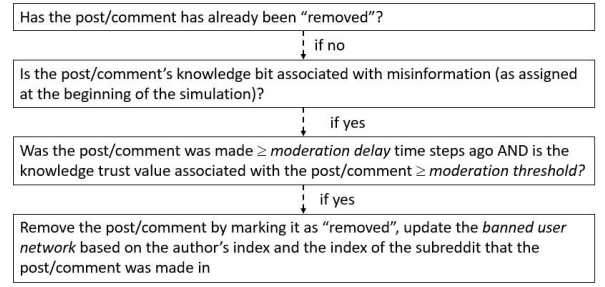 Has the post/comment has already been “removed”?
if no
Is the post/comment’s knowledge bit associated with misinformation (as assigned
at the beginning of the simulation)?
if yes
Was the post/comment was made ≥ moderation delay time steps ago AND is the
knowledge trust value associated with the post/comment ≥ moderation threshold?
if yes
Remove the post/comment by marking it as “removed”, update the banned user
network based on the author’s index and the index of the subreddit that the
post/comment was made in